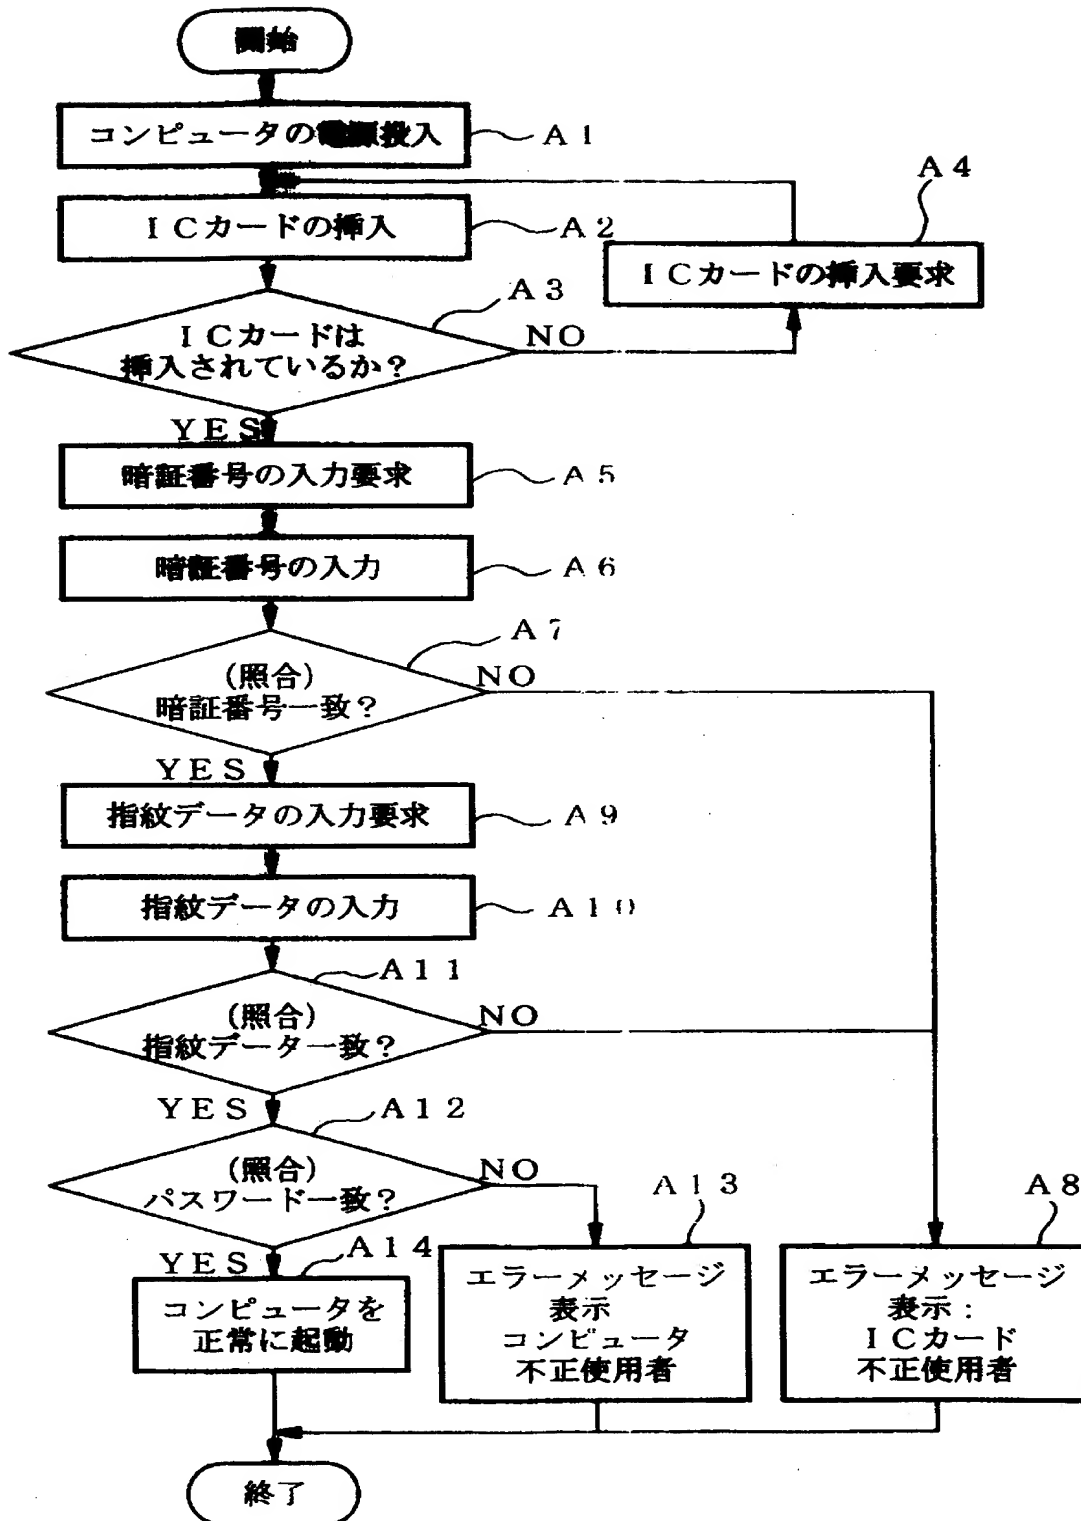 開始
コンピュータの電源投入
A1
ICカードの挿入
A2
A4
ICカードの挿入要求
A3
ICカードは
挿入されているか?
NO
YES
暗証番号の入力要求
A5
暗証番号の入力
A6
A7
(照合)
暗証番号一致?
NO
YES
指紋データの入力要求
A9
指紋データの入力
A10
A11
(照合)
指紋データ一致?
NO
YES
A12
(照合)
パスワード一致?
NO
YES
A14
コンピュータを
正常に起動
A13
エラーメッセージ
表示
コンピュータ
不正使用者
A8
エラーメッセージ
表示:
ICカード
不正使用者
終了